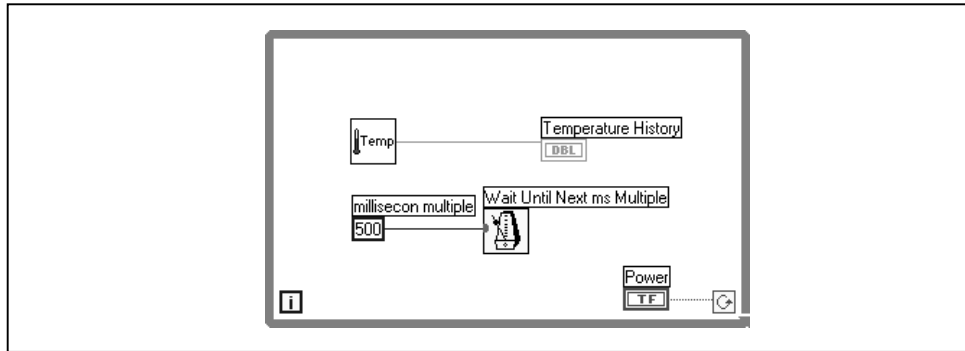 Temperature History
Temp
DBL
millisecon multiple
Wait Until Next ms Multiple
500
Power
TF
i